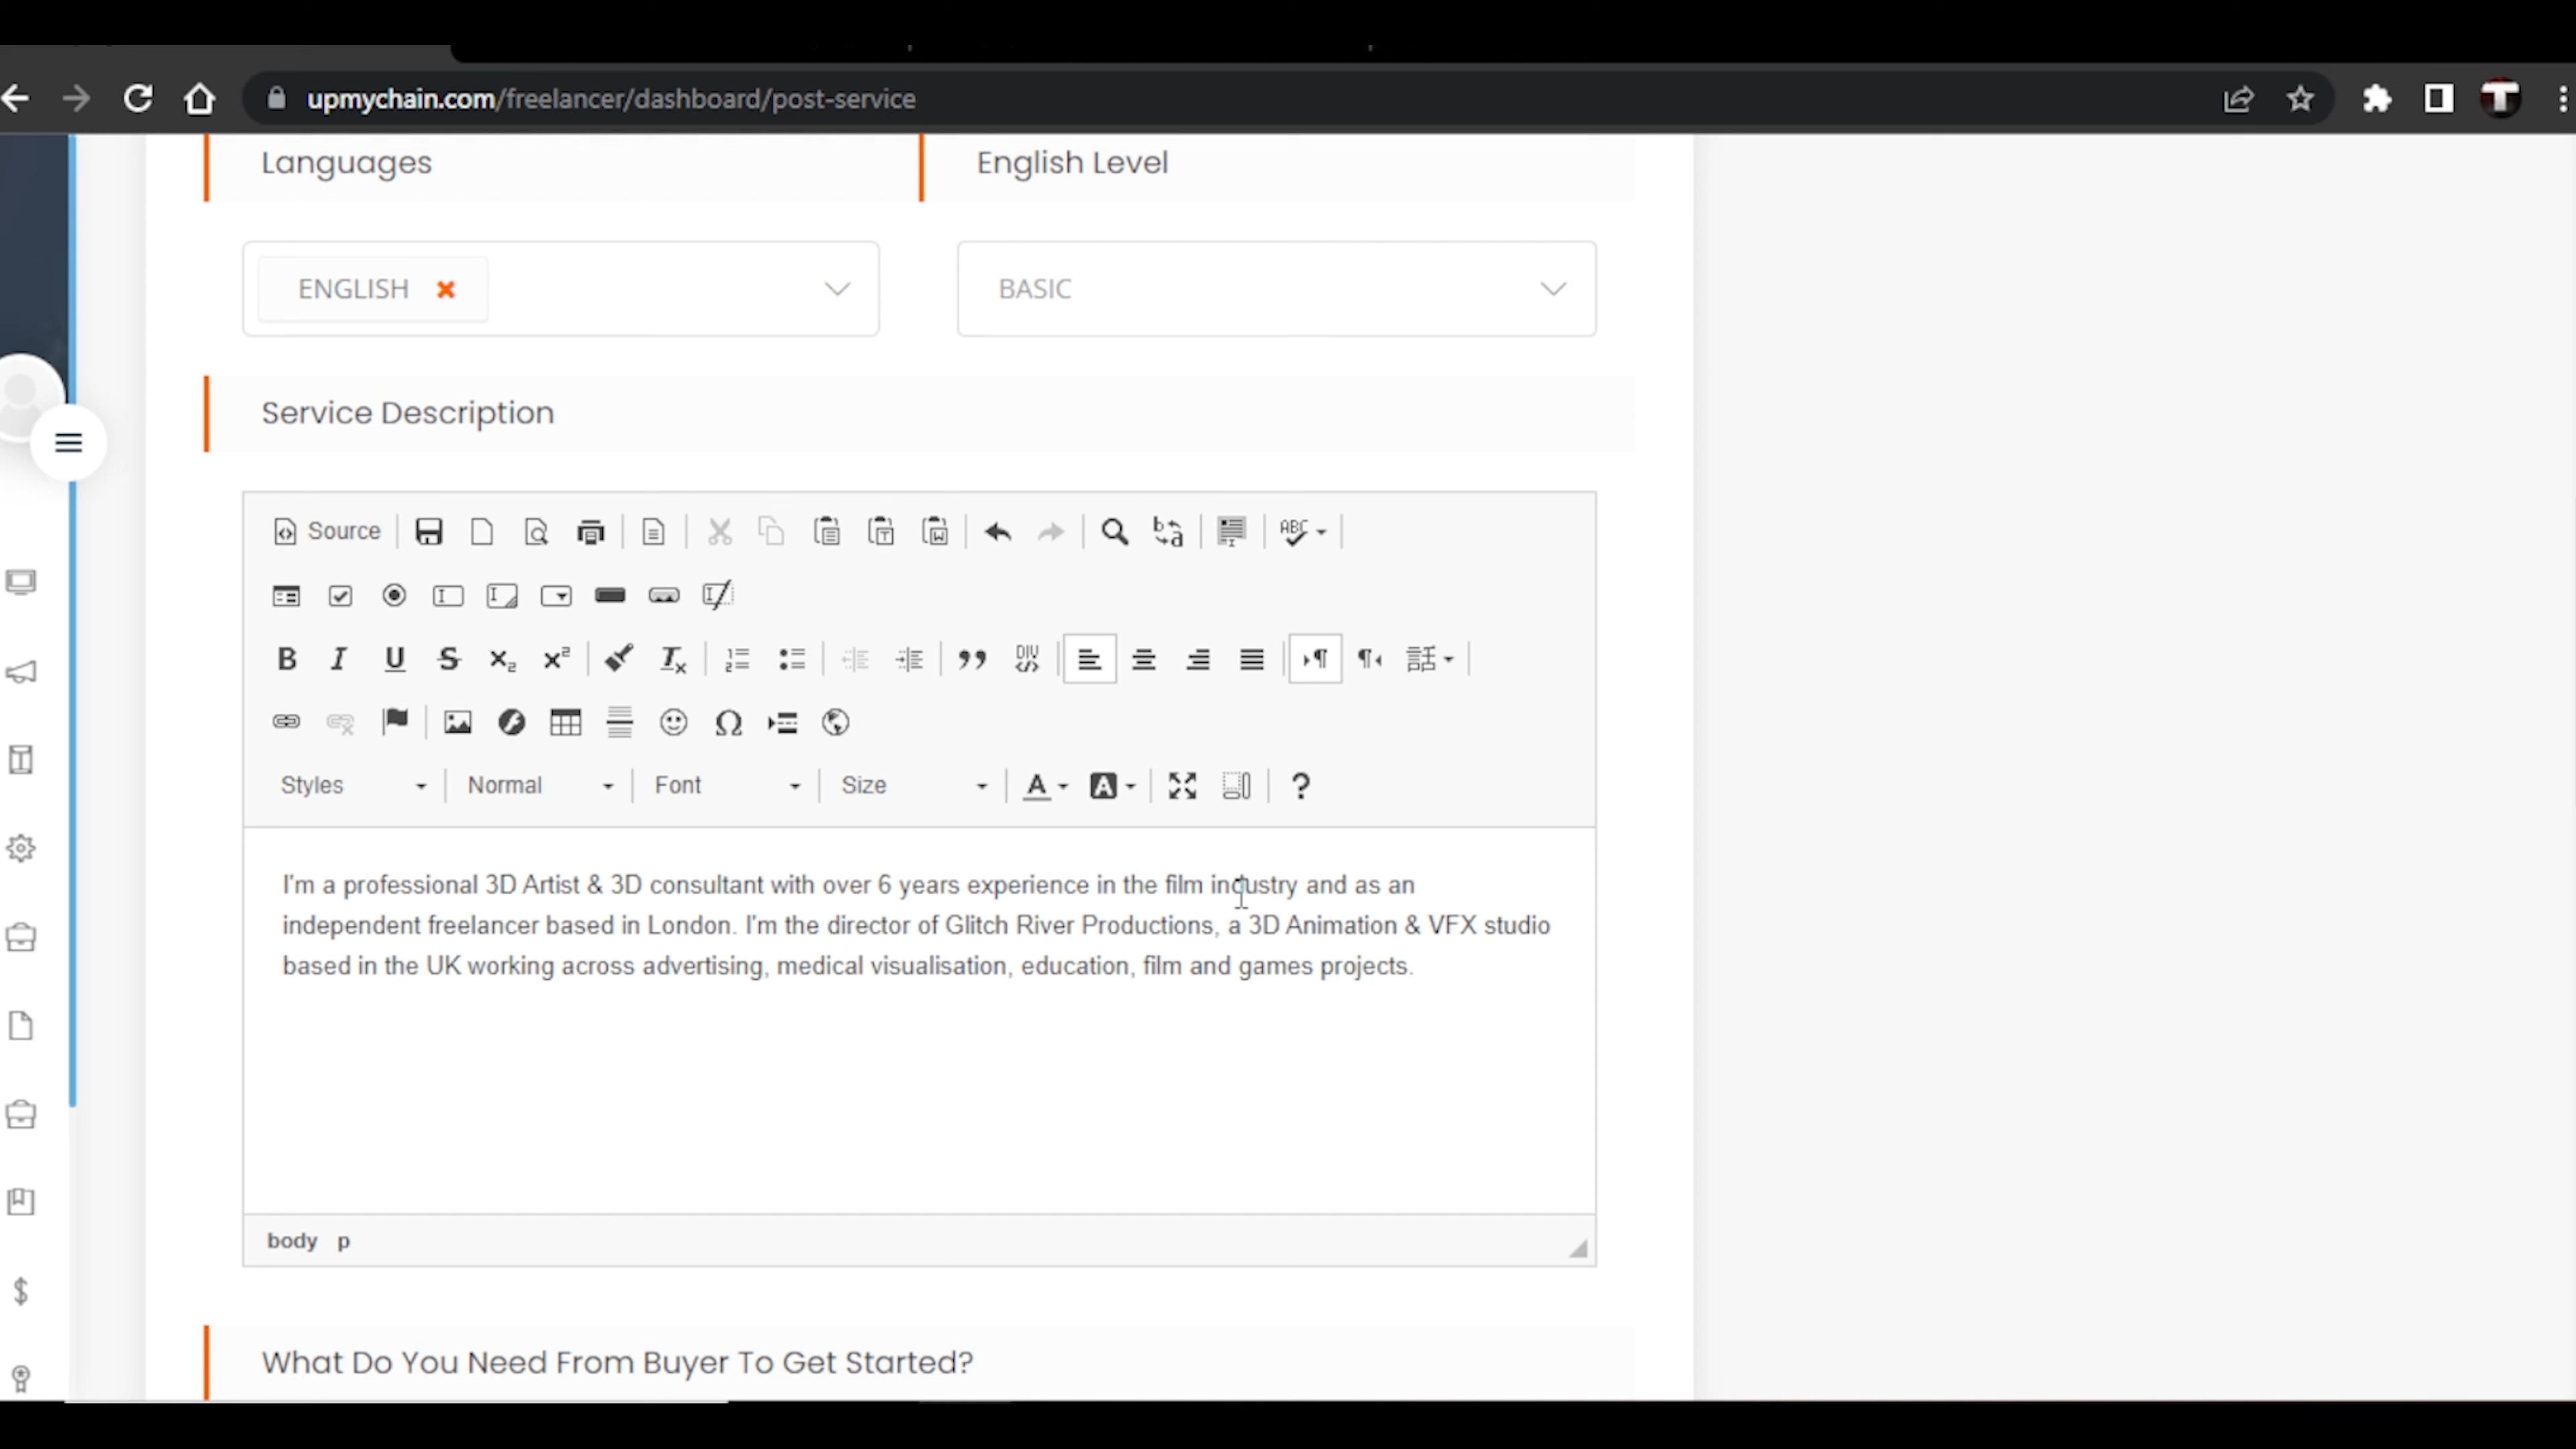 upmychain.com/freelancer/dashboard/post-service
Languages
English Level
ENGLISH
BASIC
Service Description
Source
Styles
Normal
Font
Size
?
I'm a professional 3D Artist & 3D consultant with over 6 years experience in the film industry and as an
independent freelancer based in London. I'm the director of Glitch River Productions, a 3D Animation & VFX studio
based in the UK working across advertising, medical visualisation, education, film and games projects.
body p
What Do You Need From Buyer To Get Started?